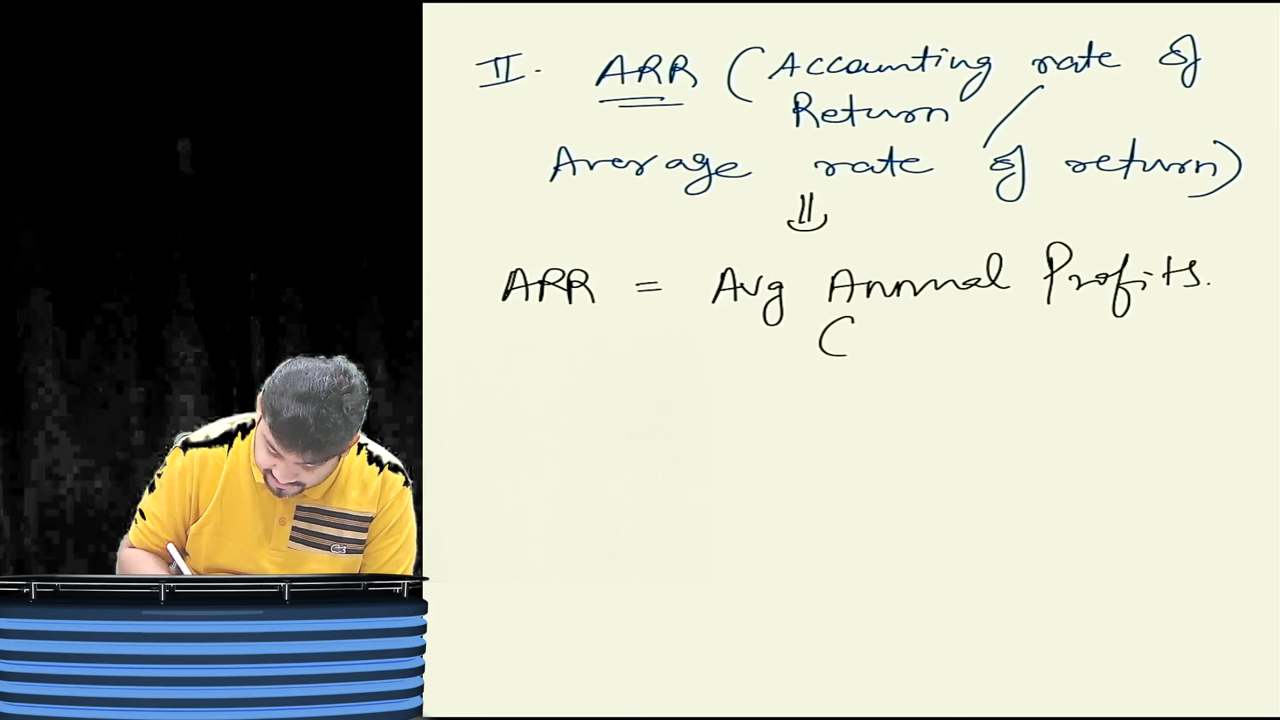 II. ARR (Accounting rate of
Return /
Average rate of return)
⇓
ARR = Avg Annual Profits.
(